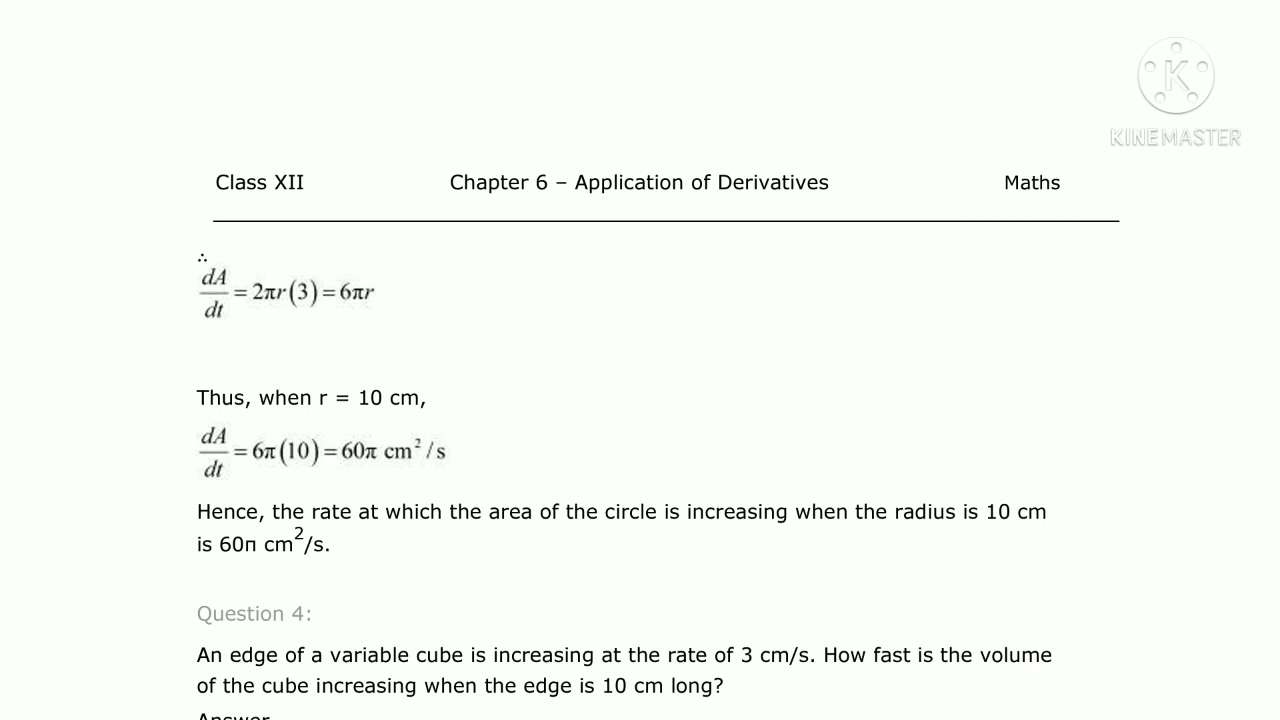 K
KINEMASTER
Class XII Chapter 6 – Application of Derivatives Maths
∴
dA/dt = 2πr(3) = 6πr
Thus, when r = 10 cm,
dA/dt = 6π(10) = 60π cm² / s
Hence, the rate at which the area of the circle is increasing when the radius is 10 cm
is 60π cm²/s.
Question 4:
An edge of a variable cube is increasing at the rate of 3 cm/s. How fast is the volume
of the cube increasing when the edge is 10 cm long?
Answer